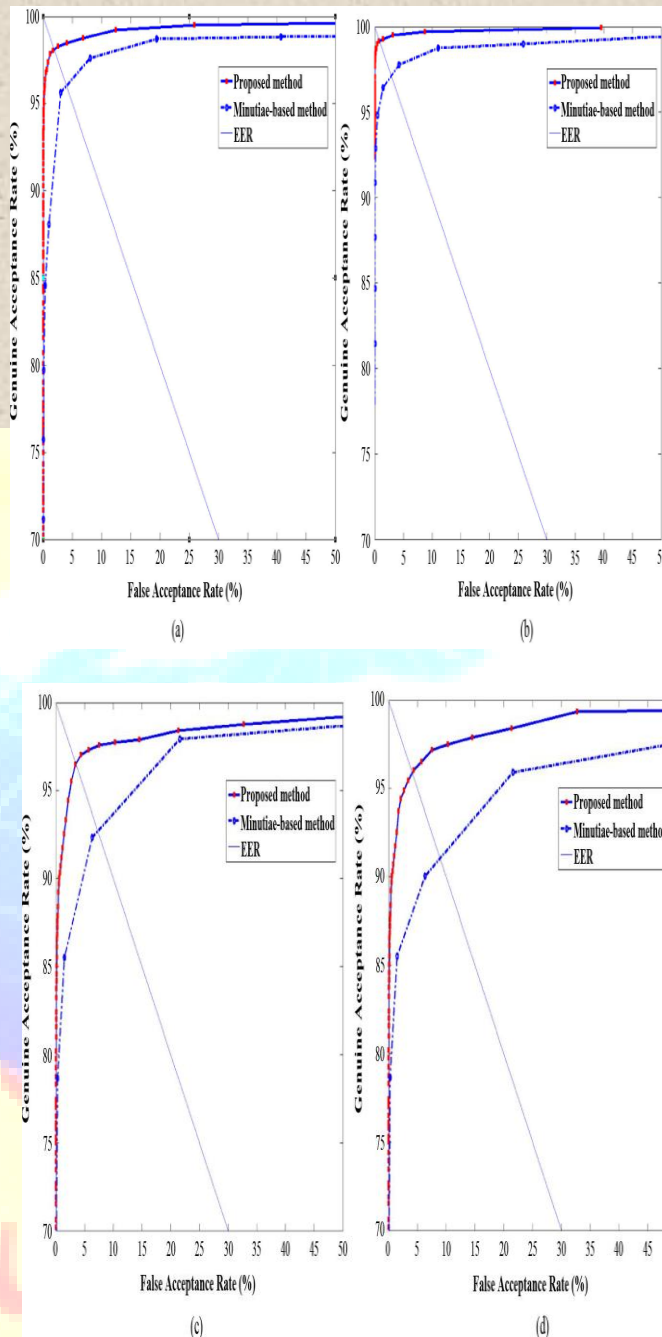 100
95
90
85
80
75
70
Genuine Acceptance Rate (%)
Proposed method
Minutiae-based method
EER
0 5 10 15 20 25 30 35 40 45 50
False Acceptance Rate (%)
(a)
100
95
90
85
80
75
70
Genuine Acceptance Rate (%)
Proposed method
Minutiae-based method
EER
0 5 10 15 20 25 30 35 40 45 50
False Acceptance Rate (%)
(b)
100
95
90
85
80
75
70
Genuine Acceptance Rate (%)
Proposed method
Minutiae-based method
EER
0 5 10 15 20 25 30 35 40 45 50
False Acceptance Rate (%)
(c)
100
95
90
85
80
75
70
Genuine Acceptance Rate (%)
Proposed method
Minutiae-based method
EER
0 5 10 15 20 25 30 35 40 45
False Acceptance Rate (%)
(d)